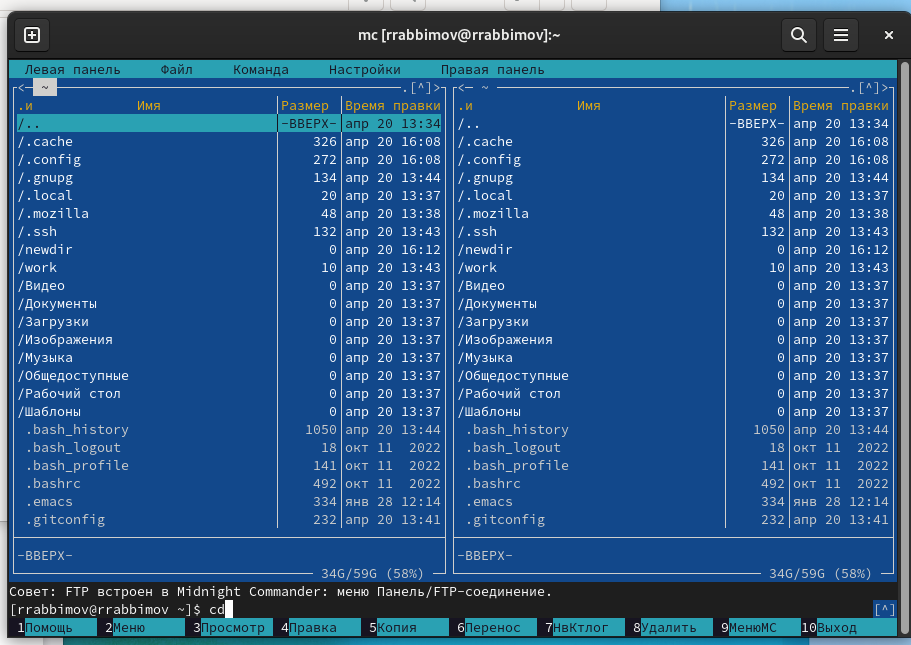 mc [rrabbimov@rrabbimov]:~
Левая панель Файл Команда Настройки Правая панель
<- ~ .[^]> <- ~ .[^]>
.и Имя Размер Время правки .и Имя Размер Время правки
/.. -ВВЕРХ- апр 20 13:34 /.. -ВВЕРХ- апр 20 13:34
/.cache 326 апр 20 16:08 /.cache 326 апр 20 16:08
/.config 272 апр 20 16:08 /.config 272 апр 20 16:08
/.gnupg 134 апр 20 13:44 /.gnupg 134 апр 20 13:44
/.local 20 апр 20 13:37 /.local 20 апр 20 13:37
/.mozilla 48 апр 20 13:38 /.mozilla 48 апр 20 13:38
/.ssh 132 апр 20 13:43 /.ssh 132 апр 20 13:43
/newdir 0 апр 20 16:12 /newdir 0 апр 20 16:12
/work 10 апр 20 13:43 /work 10 апр 20 13:43
/Видео 0 апр 20 13:37 /Видео 0 апр 20 13:37
/Документы 0 апр 20 13:37 /Документы 0 апр 20 13:37
/Загрузки 0 апр 20 13:37 /Загрузки 0 апр 20 13:37
/Изображения 0 апр 20 13:37 /Изображения 0 апр 20 13:37
/Музыка 0 апр 20 13:37 /Музыка 0 апр 20 13:37
/Общедоступные 0 апр 20 13:37 /Общедоступные 0 апр 20 13:37
/Рабочий стол 0 апр 20 13:37 /Рабочий стол 0 апр 20 13:37
/Шаблоны 0 апр 20 13:37 /Шаблоны 0 апр 20 13:37
.bash_history 1050 апр 20 13:44 .bash_history 1050 апр 20 13:44
.bash_logout 18 окт 11 2022 .bash_logout 18 окт 11 2022
.bash_profile 141 окт 11 2022 .bash_profile 141 окт 11 2022
.bashrc 492 окт 11 2022 .bashrc 492 окт 11 2022
.emacs 334 янв 28 12:14 .emacs 334 янв 28 12:14
.gitconfig 232 апр 20 13:41 .gitconfig 232 апр 20 13:41
-ВВЕРХ- -ВВЕРХ-
34G/59G (58%) 34G/59G (58%)
Совет: FTP встроен в Midnight Commander: меню Панель/FTP-соединение.
[rrabbimov@rrabbimov ~]$ cd [^]
1Помощь 2Меню 3Просмотр 4Правка 5Копия 6Перенос 7НвКтлог 8Удалить 9МенюМС 10Выход